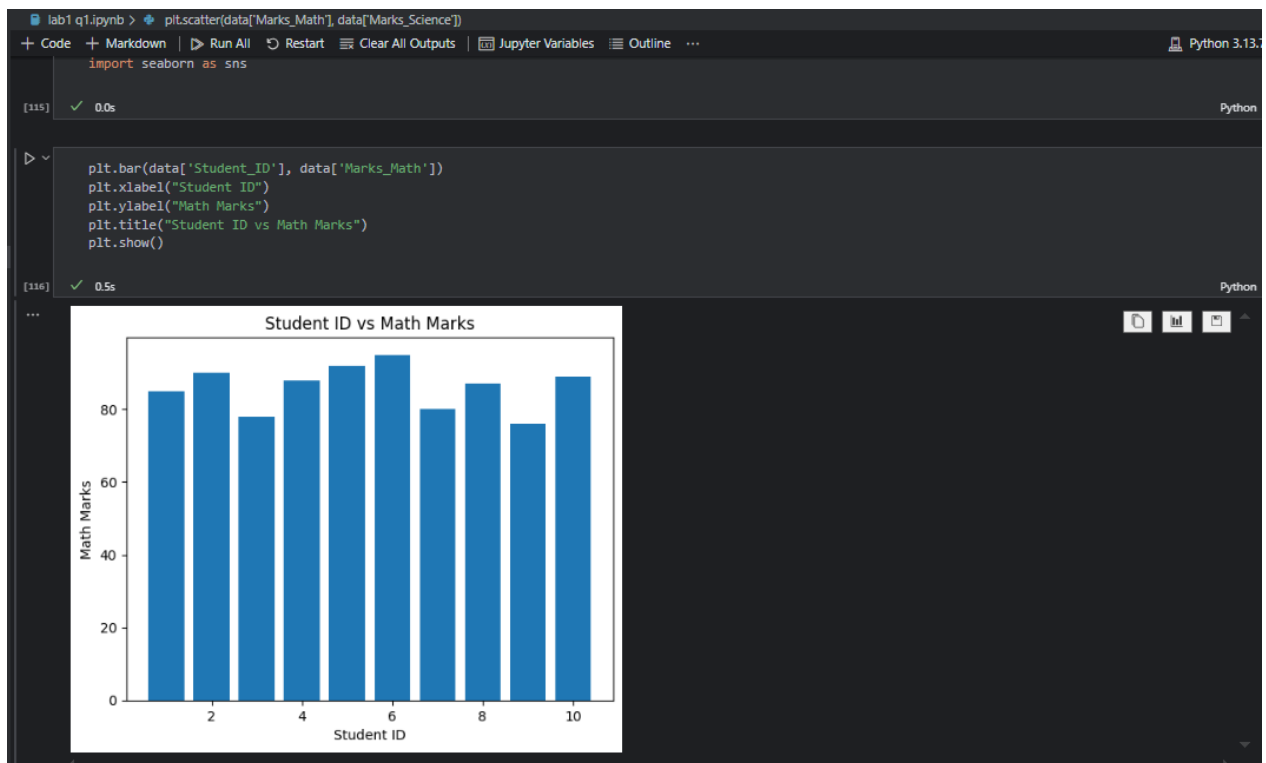 lab1 q1.ipynb > plt.scatter(data['Marks_Math'], data['Marks_Science'])
+ Code + Markdown | Run All Restart Clear All Outputs | Jupyter Variables Outline ... Python 3.13.7
import seaborn as sns
[115] ✓ 0.0s Python
plt.bar(data['Student_ID'], data['Marks_Math'])
plt.xlabel("Student ID")
plt.ylabel("Math Marks")
plt.title("Student ID vs Math Marks")
plt.show()
[116] ✓ 0.5s Python
...
Student ID vs Math Marks
80
60
40
20
0
Math Marks
2 4 6 8 10
Student ID